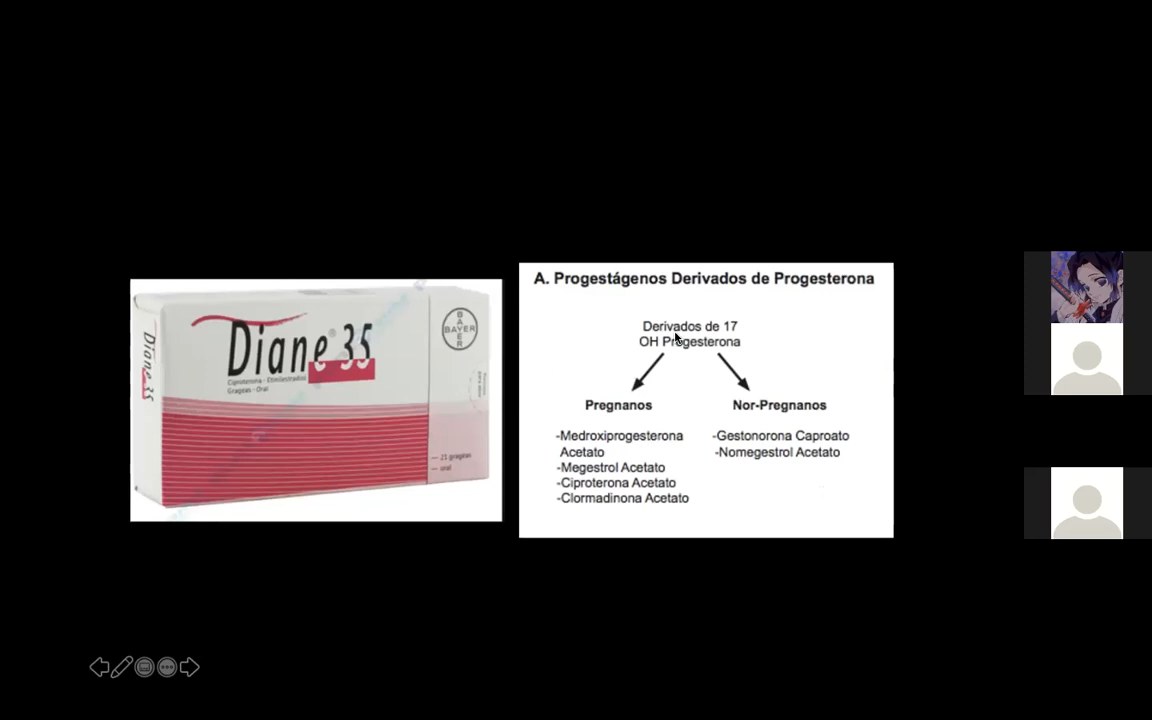 Diane® 35
Ciproterona - Etinilestradiol
Grageas - Oral
BAYER
BAYER
Diane 35
— 21 grageas
— oral
A. Progestágenos Derivados de Progesterona
Derivados de 17
OH Progesterona
Pregnanos
Nor-Pregnanos
-Medroxiprogesterona
Acetato
-Megestrol Acetato
-Ciproterona Acetato
-Clormadinona Acetato
-Gestonorona Caproato
-Nomegestrol Acetato